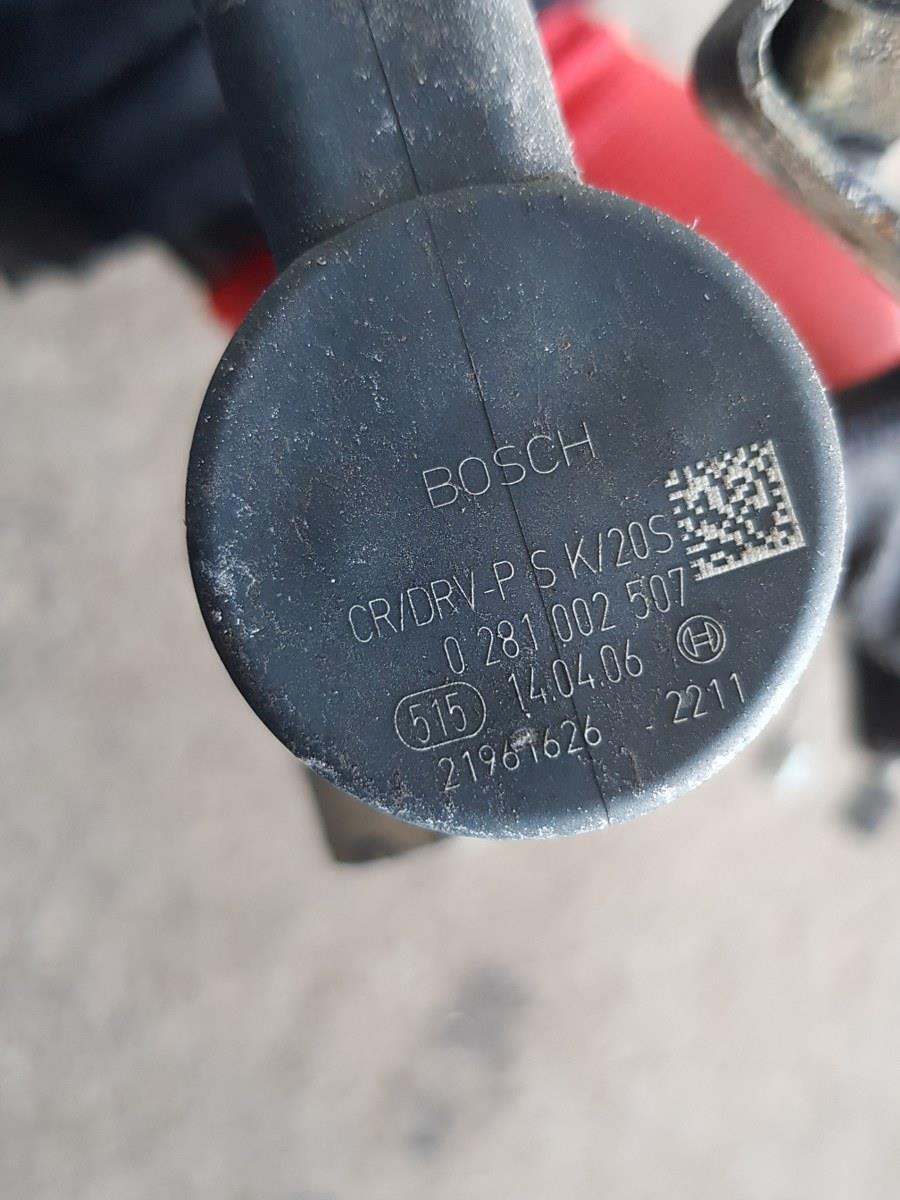 BOSCH
CR/DRV-P S K/20S
0 281 002 507
515 14.04.06 H
21961626 - 2211